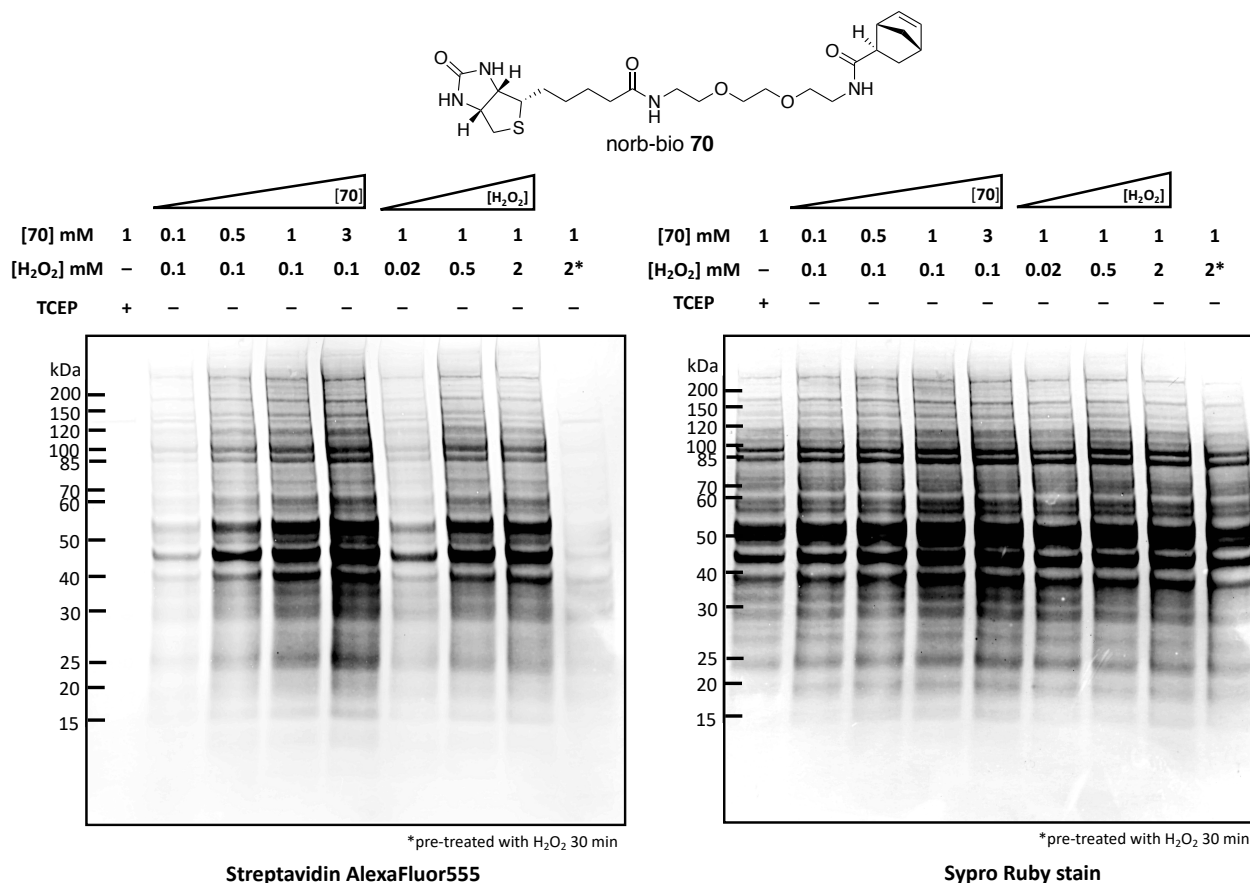 O
NH
H
HN
H
S
O
N
H
O
O
O
NH
H
norb-bio 70
[70]
[H2O2]
[70] mM 1 0.1 0.5 1 3 1 1 1 1
[H2O2] mM – 0.1 0.1 0.1 0.1 0.02 0.5 2 2*
TCEP + – – – – – – – –
kDa
200
150
120
100
85
70
60
50
40
30
25
20
15
*pre-treated with H2O2 30 min
Streptavidin AlexaFluor555
[70]
[H2O2]
[70] mM 1 0.1 0.5 1 3 1 1 1 1
[H2O2] mM – 0.1 0.1 0.1 0.1 0.02 0.5 2 2*
TCEP + – – – – – – – –
kDa
200
150
120
100
85
70
60
50
40
30
25
20
15
*pre-treated with H2O2 30 min
Sypro Ruby stain